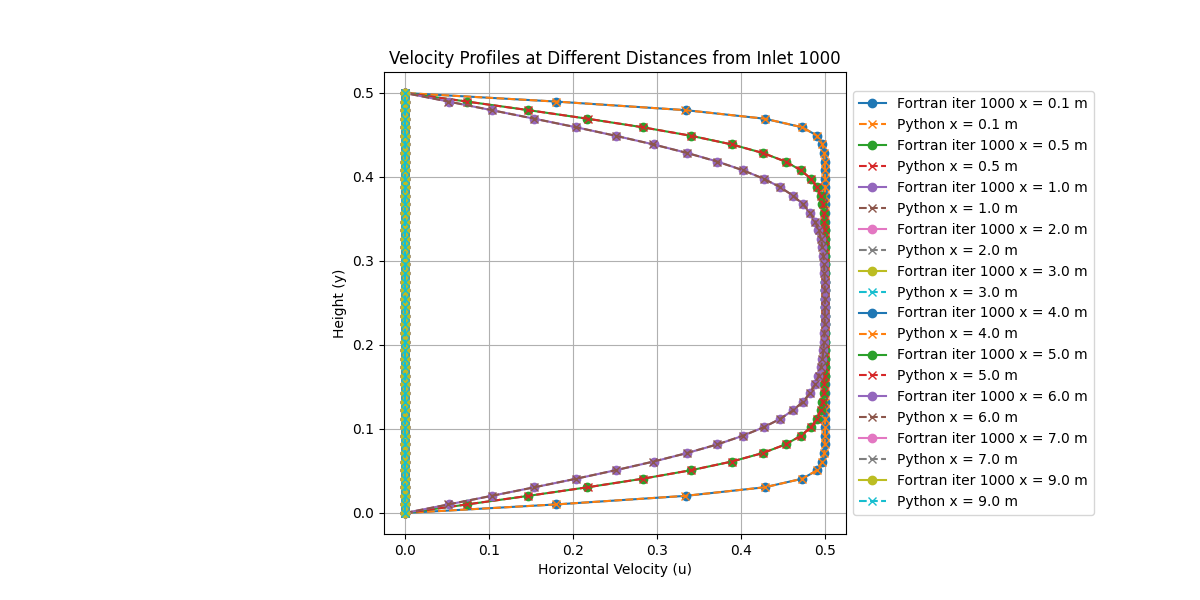 Velocity Profiles at Different Distances from Inlet 1000
0.5
0.4
0.3
0.2
0.1
0.0
Height (y)
0.0 0.1 0.2 0.3 0.4 0.5
Horizontal Velocity (u)
Fortran iter 1000 x = 0.1 m
Python x = 0.1 m
Fortran iter 1000 x = 0.5 m
Python x = 0.5 m
Fortran iter 1000 x = 1.0 m
Python x = 1.0 m
Fortran iter 1000 x = 2.0 m
Python x = 2.0 m
Fortran iter 1000 x = 3.0 m
Python x = 3.0 m
Fortran iter 1000 x = 4.0 m
Python x = 4.0 m
Fortran iter 1000 x = 5.0 m
Python x = 5.0 m
Fortran iter 1000 x = 6.0 m
Python x = 6.0 m
Fortran iter 1000 x = 7.0 m
Python x = 7.0 m
Fortran iter 1000 x = 9.0 m
Python x = 9.0 m